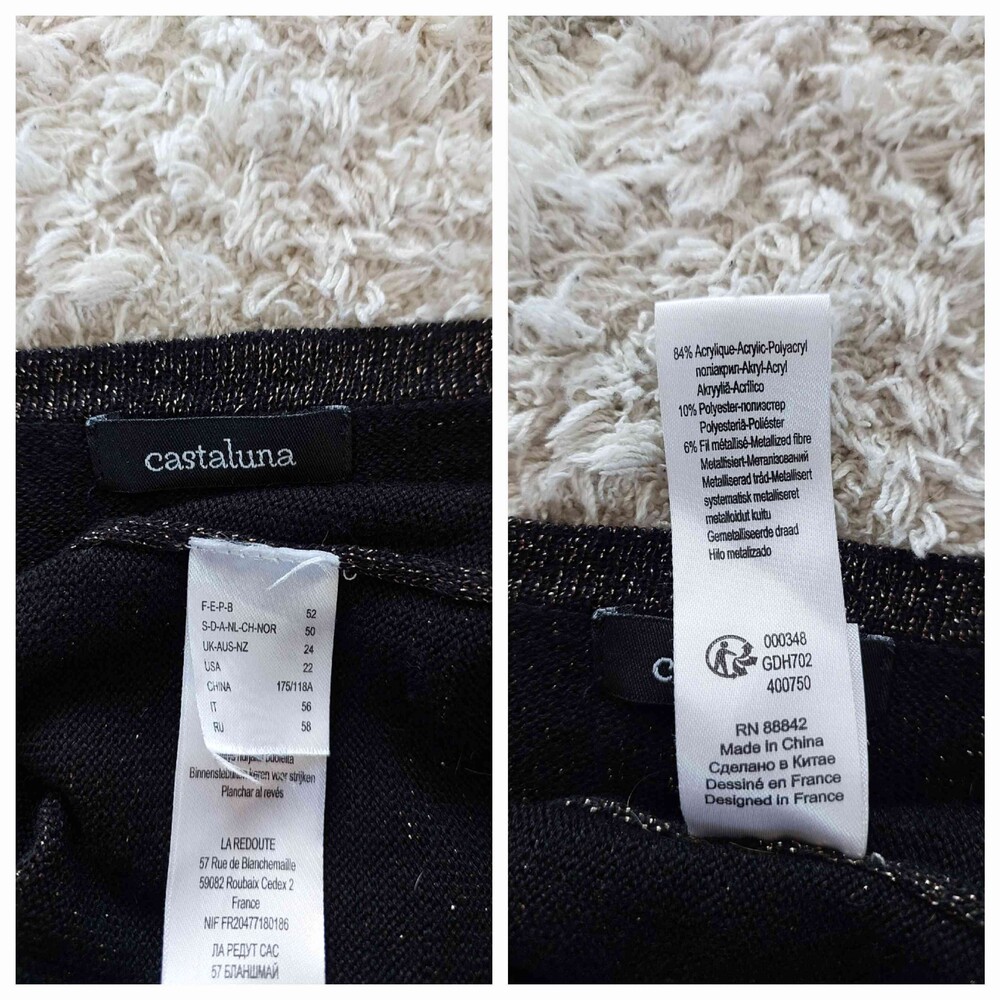 castaluna
F-E-P-B 52
S-D-A-NL-CH-NOR 50
UK-AUS-NZ 24
USA 22
CHINA 175/118A
IT 56
RU 58
Binnenstebuiten keren voor strijken
Planchar al revés
LA REDOUTE
57 Rue de Blanchemaille
59082 Roubaix Cedex 2
France
NIF FR20477180186
ЛА РЕДУТ САС
57 БЛАНШМАЙ
84% Acrylique-Acrylic-Polyacryl
поліакрил-Akryl-Acryl
Akryyliä-Acrílico
10% Polyester-полиэстер
Polyesteriä-Poliéster
6% Fil métallisé-Metallized fibre
Metallisiert-Металізований
Metalliserad tråd-Metallisert
systematisk metalliseret
metalloidut kuitu
Gemetalliseerde draad
Hilo metalizado
000348
GDH702
400750
c
RN 88842
Made in China
Сделано в Китае
Dessiné en France
Designed in France